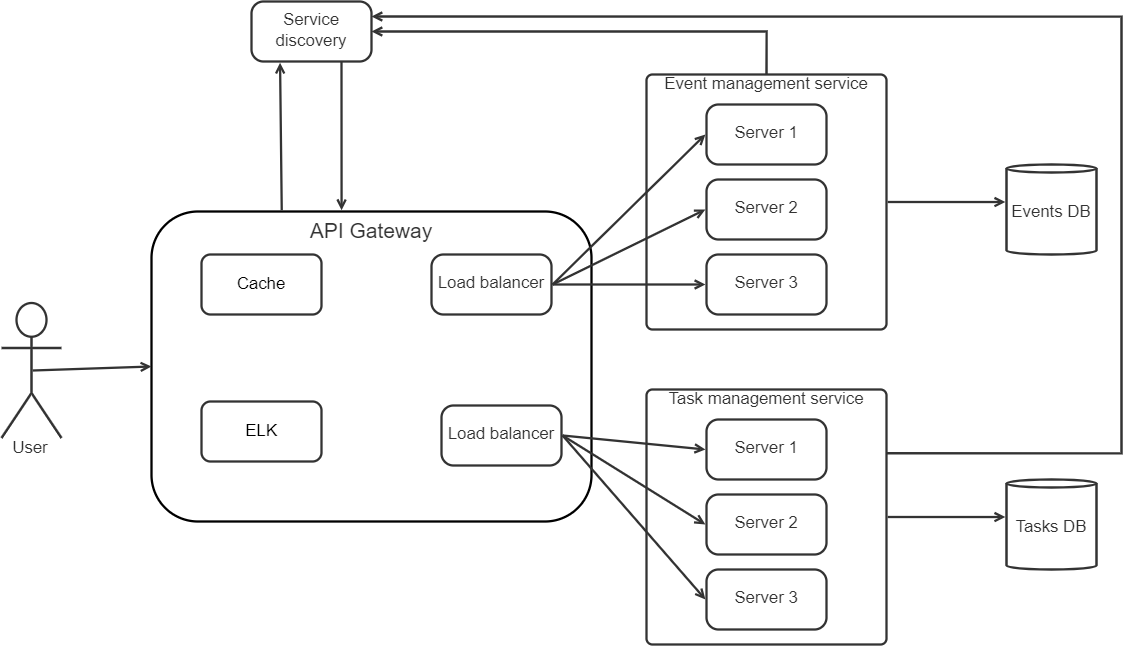 Service
discovery
Event management service
Server 1
Server 2
Server 3
Events DB
API Gateway
Cache
Load balancer
ELK
Load balancer
User
Task management service
Server 1
Server 2
Server 3
Tasks DB